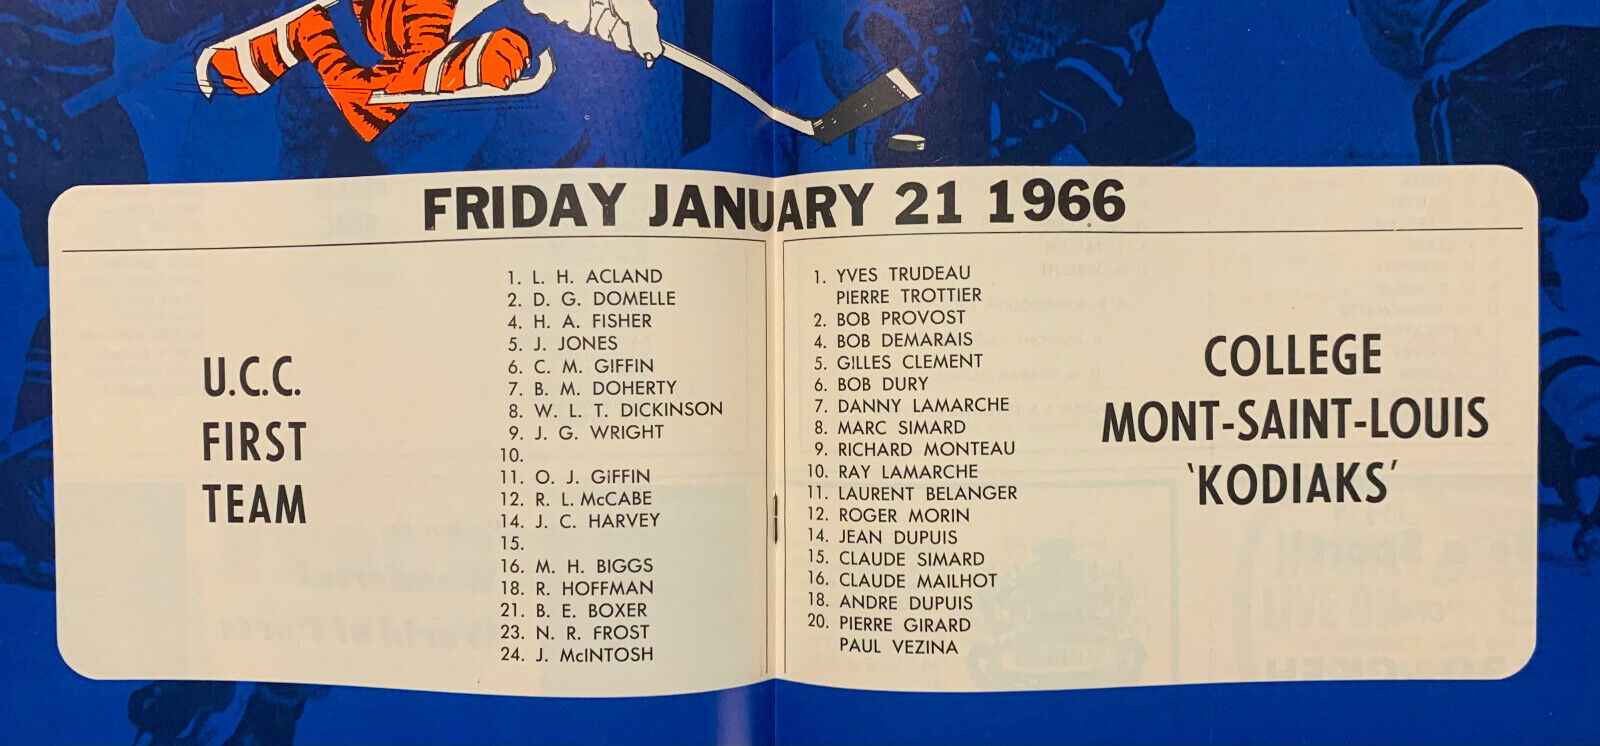 FRIDAY JANUARY 21 1966
U.C.C.
FIRST
TEAM
1. L. H. ACLAND
2. D. G. DOMELLE
4. H. A. FISHER
5. J. JONES
6. C. M. GIFFIN
7. B. M. DOHERTY
8. W. L. T. DICKINSON
9. J. G. WRIGHT
10.
11. O. J. GiFFIN
12. R. L. McCABE
14. J. C. HARVEY
15.
16. M. H. BIGGS
18. R. HOFFMAN
21. B. E. BOXER
23. N. R. FROST
24. J. McINTOSH
1. YVES TRUDEAU
PIERRE TROTTIER
2. BOB PROVOST
4. BOB DEMARAIS
5. GILLES CLEMENT
6. BOB DURY
7. DANNY LAMARCHE
8. MARC SIMARD
9. RICHARD MONTEAU
10. RAY LAMARCHE
11. LAURENT BELANGER
12. ROGER MORIN
14. JEAN DUPUIS
15. CLAUDE SIMARD
16. CLAUDE MAILHOT
18. ANDRE DUPUIS
20. PIERRE GIRARD
PAUL VEZINA
COLLEGE
MONT-SAINT-LOUIS
'KODIAKS'